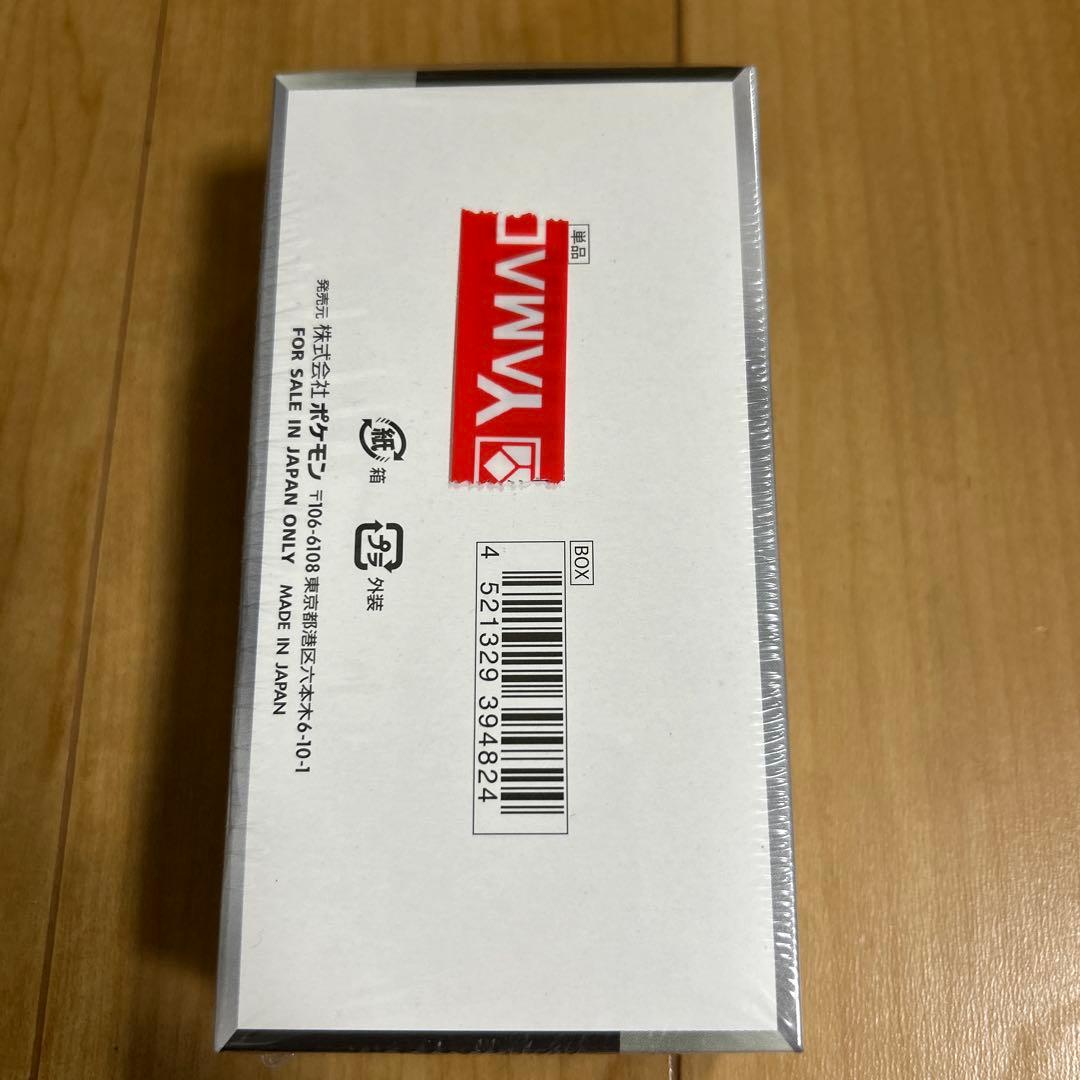 単品
YAMAD
BOX
4 521329 394824
紙 箱
プラ 外装
発売元 株式会社ポケモン 〒106-6108 東京都港区六本木6-10-1
FOR SALE IN JAPAN ONLY MADE IN JAPAN